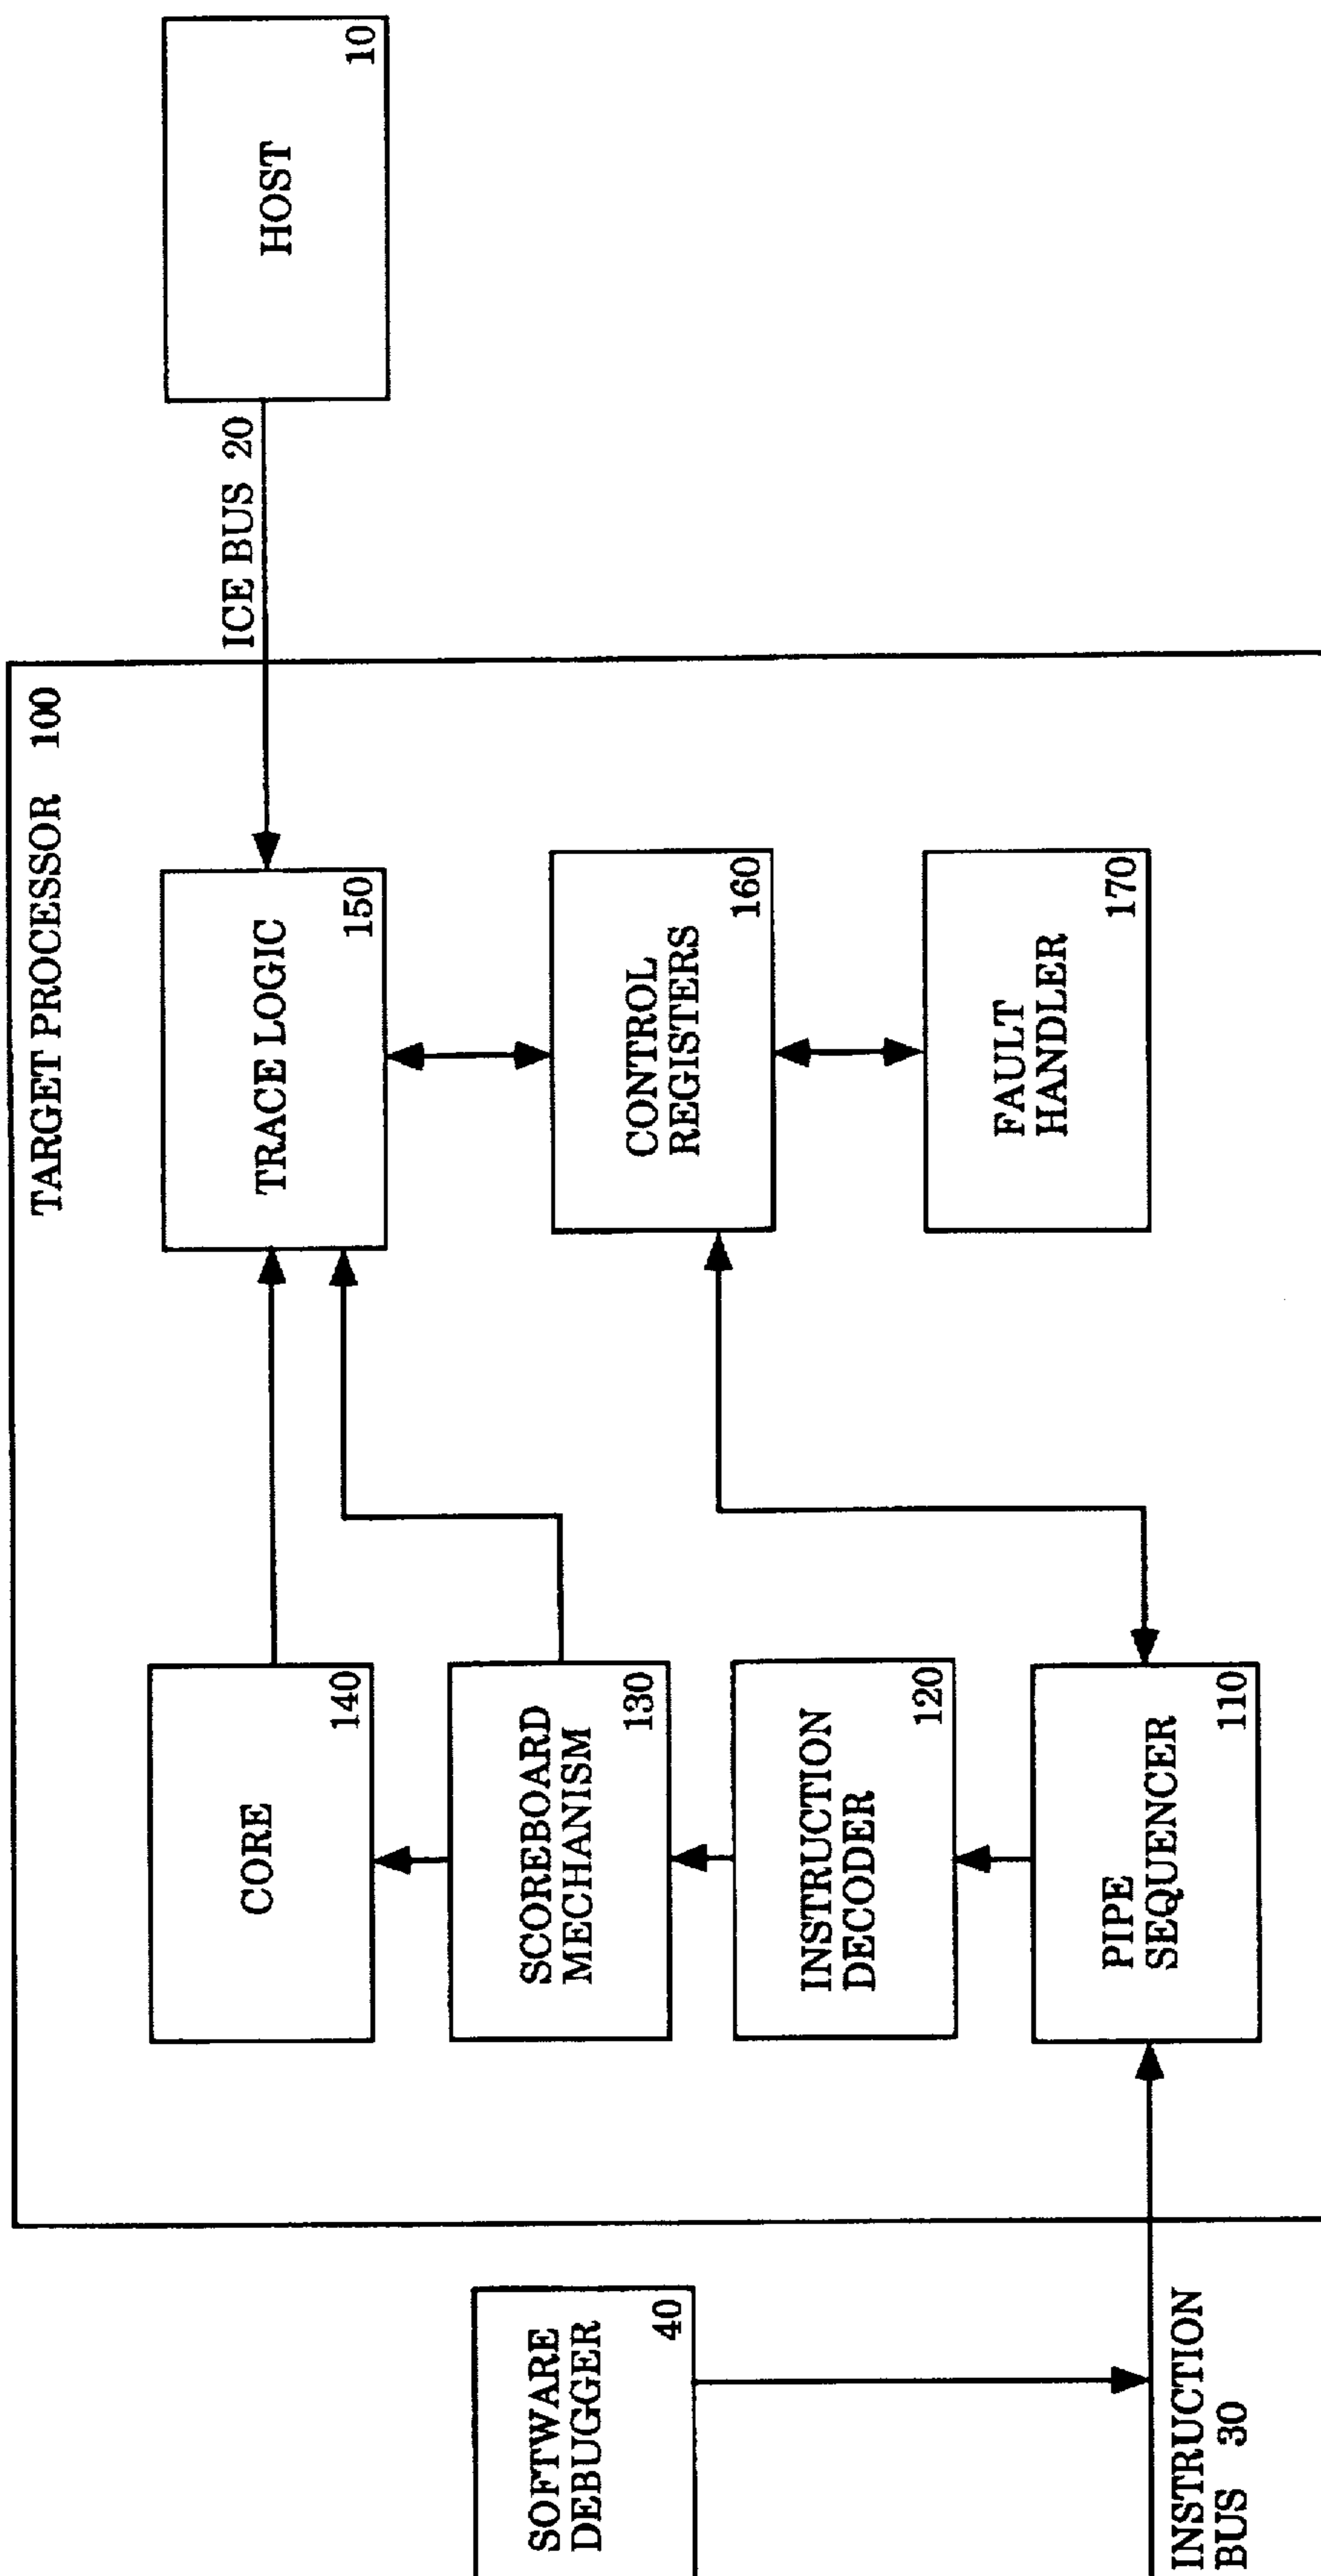 TARGET PROCESSOR 100
SOFTWARE
DEBUGGER
40
INSTRUCTION
BUS 30
CORE
140
SCOREBOARD
MECHANISM
130
INSTRUCTION
DECODER
120
PIPE
SEQUENCER
110
TRACE LOGIC
150
CONTROL
REGISTERS
160
FAULT
HANDLER
170
ICE BUS 20
HOST
10